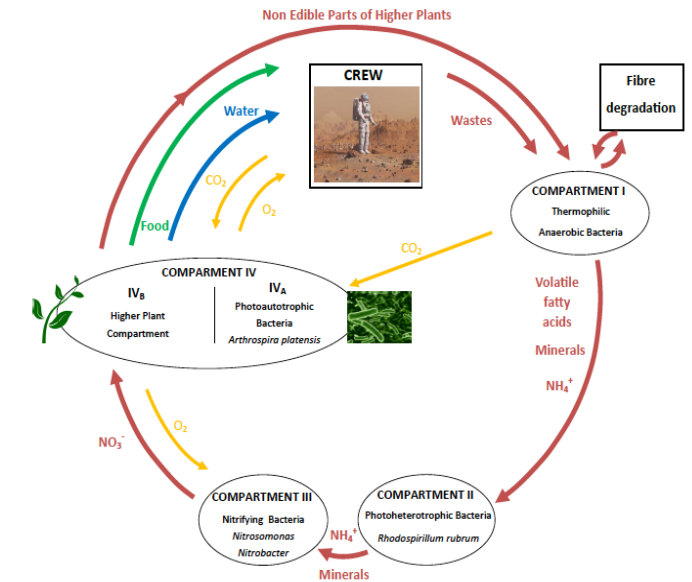 Non Edible Parts of Higher Plants
CREW
Fibre
degradation
Water
Wastes
CO2
O2
Food
COMPARTMENT I
Thermophilic
Anaerobic Bacteria
CO2
COMPARMENT IV
IVB
Higher Plant
Compartment
IVA
Photoautotrophic
Bacteria
Arthrospira platensis
Volatile
fatty
acids
Minerals
NH4+
O2
NO3-
COMPARTMENT III
Nitrifying Bacteria
Nitrosomonas
Nitrobacter
COMPARTMENT II
Photoheterotrophic Bacteria
Rhodospirillum rubrum
NH4+
Minerals